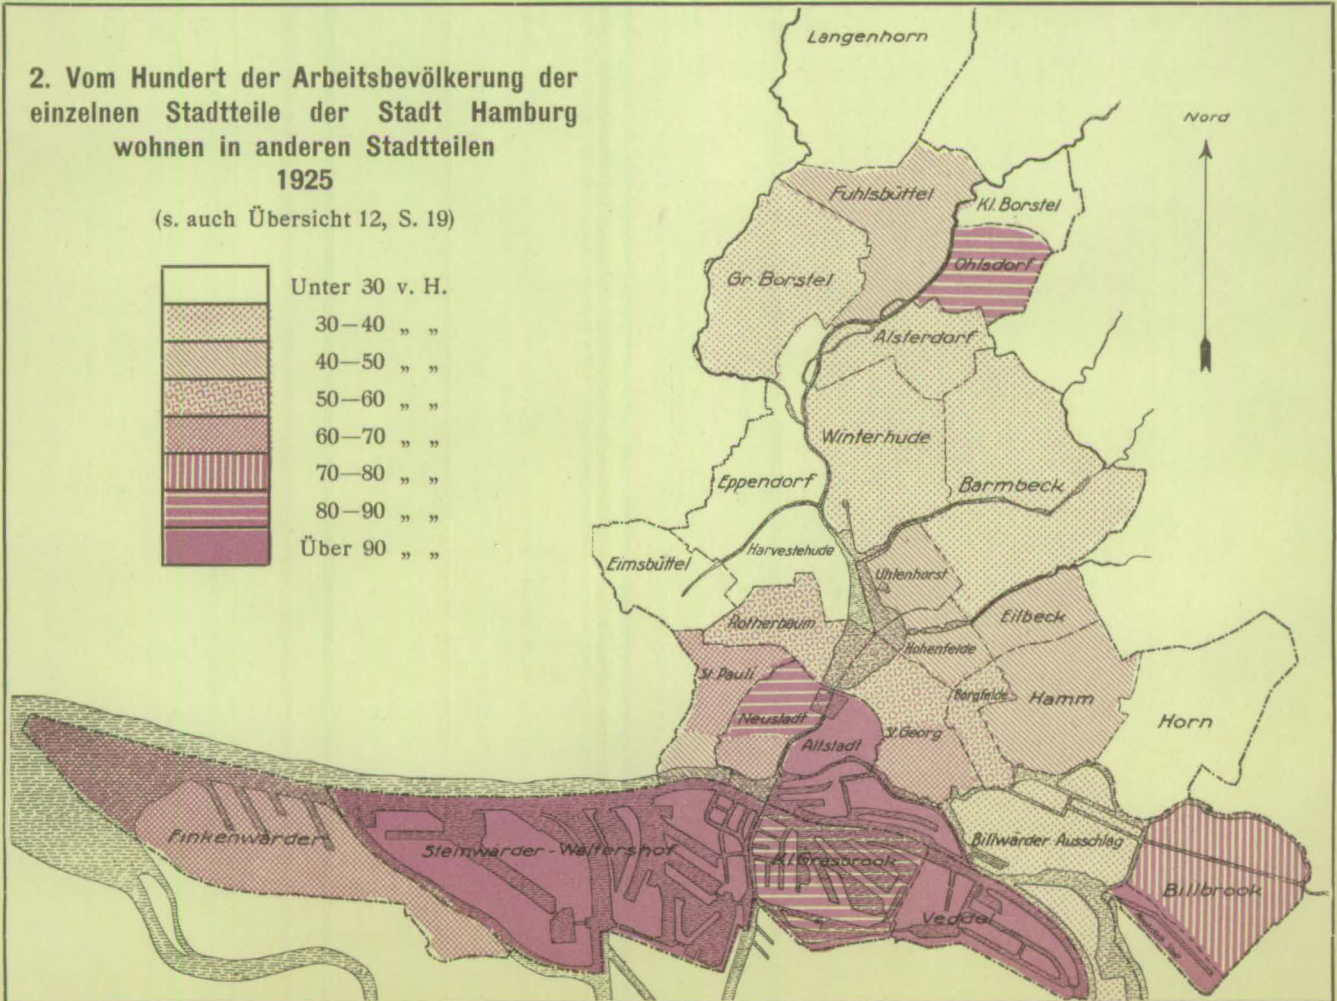 2. Vom Hundert der Arbeitsbevölkerung der
einzelnen Stadtteile der Stadt Hamburg
wohnen in anderen Stadtteilen
1925
(s. auch Übersicht 12, S. 19)
Unter 30 v. H.
30—40 „ „
40—50 „ „
50—60 „ „
60—70 „ „
70—80 „ „
80—90 „ „
Über 90 „ „
Nord
Langenhorn
Fuhlsbüttel
Kl. Borstel
Ohlsdorf
Gr. Borstel
Alsterdorf
Winterhude
Barmbeck
Eppendorf
Harvestehude
Eimsbüttel
Uhlenhorst
Eilbeck
Rotherbaum
Hohenfelde
St. Pauli
Borgfelde
Hamm
Neustadt
Altstadt
St. Georg
Horn
Finkenwärder
Steinwärder-Waltershof
Kl. Grasbrook
Billwärder Ausschlag
Billbrook
Veddel